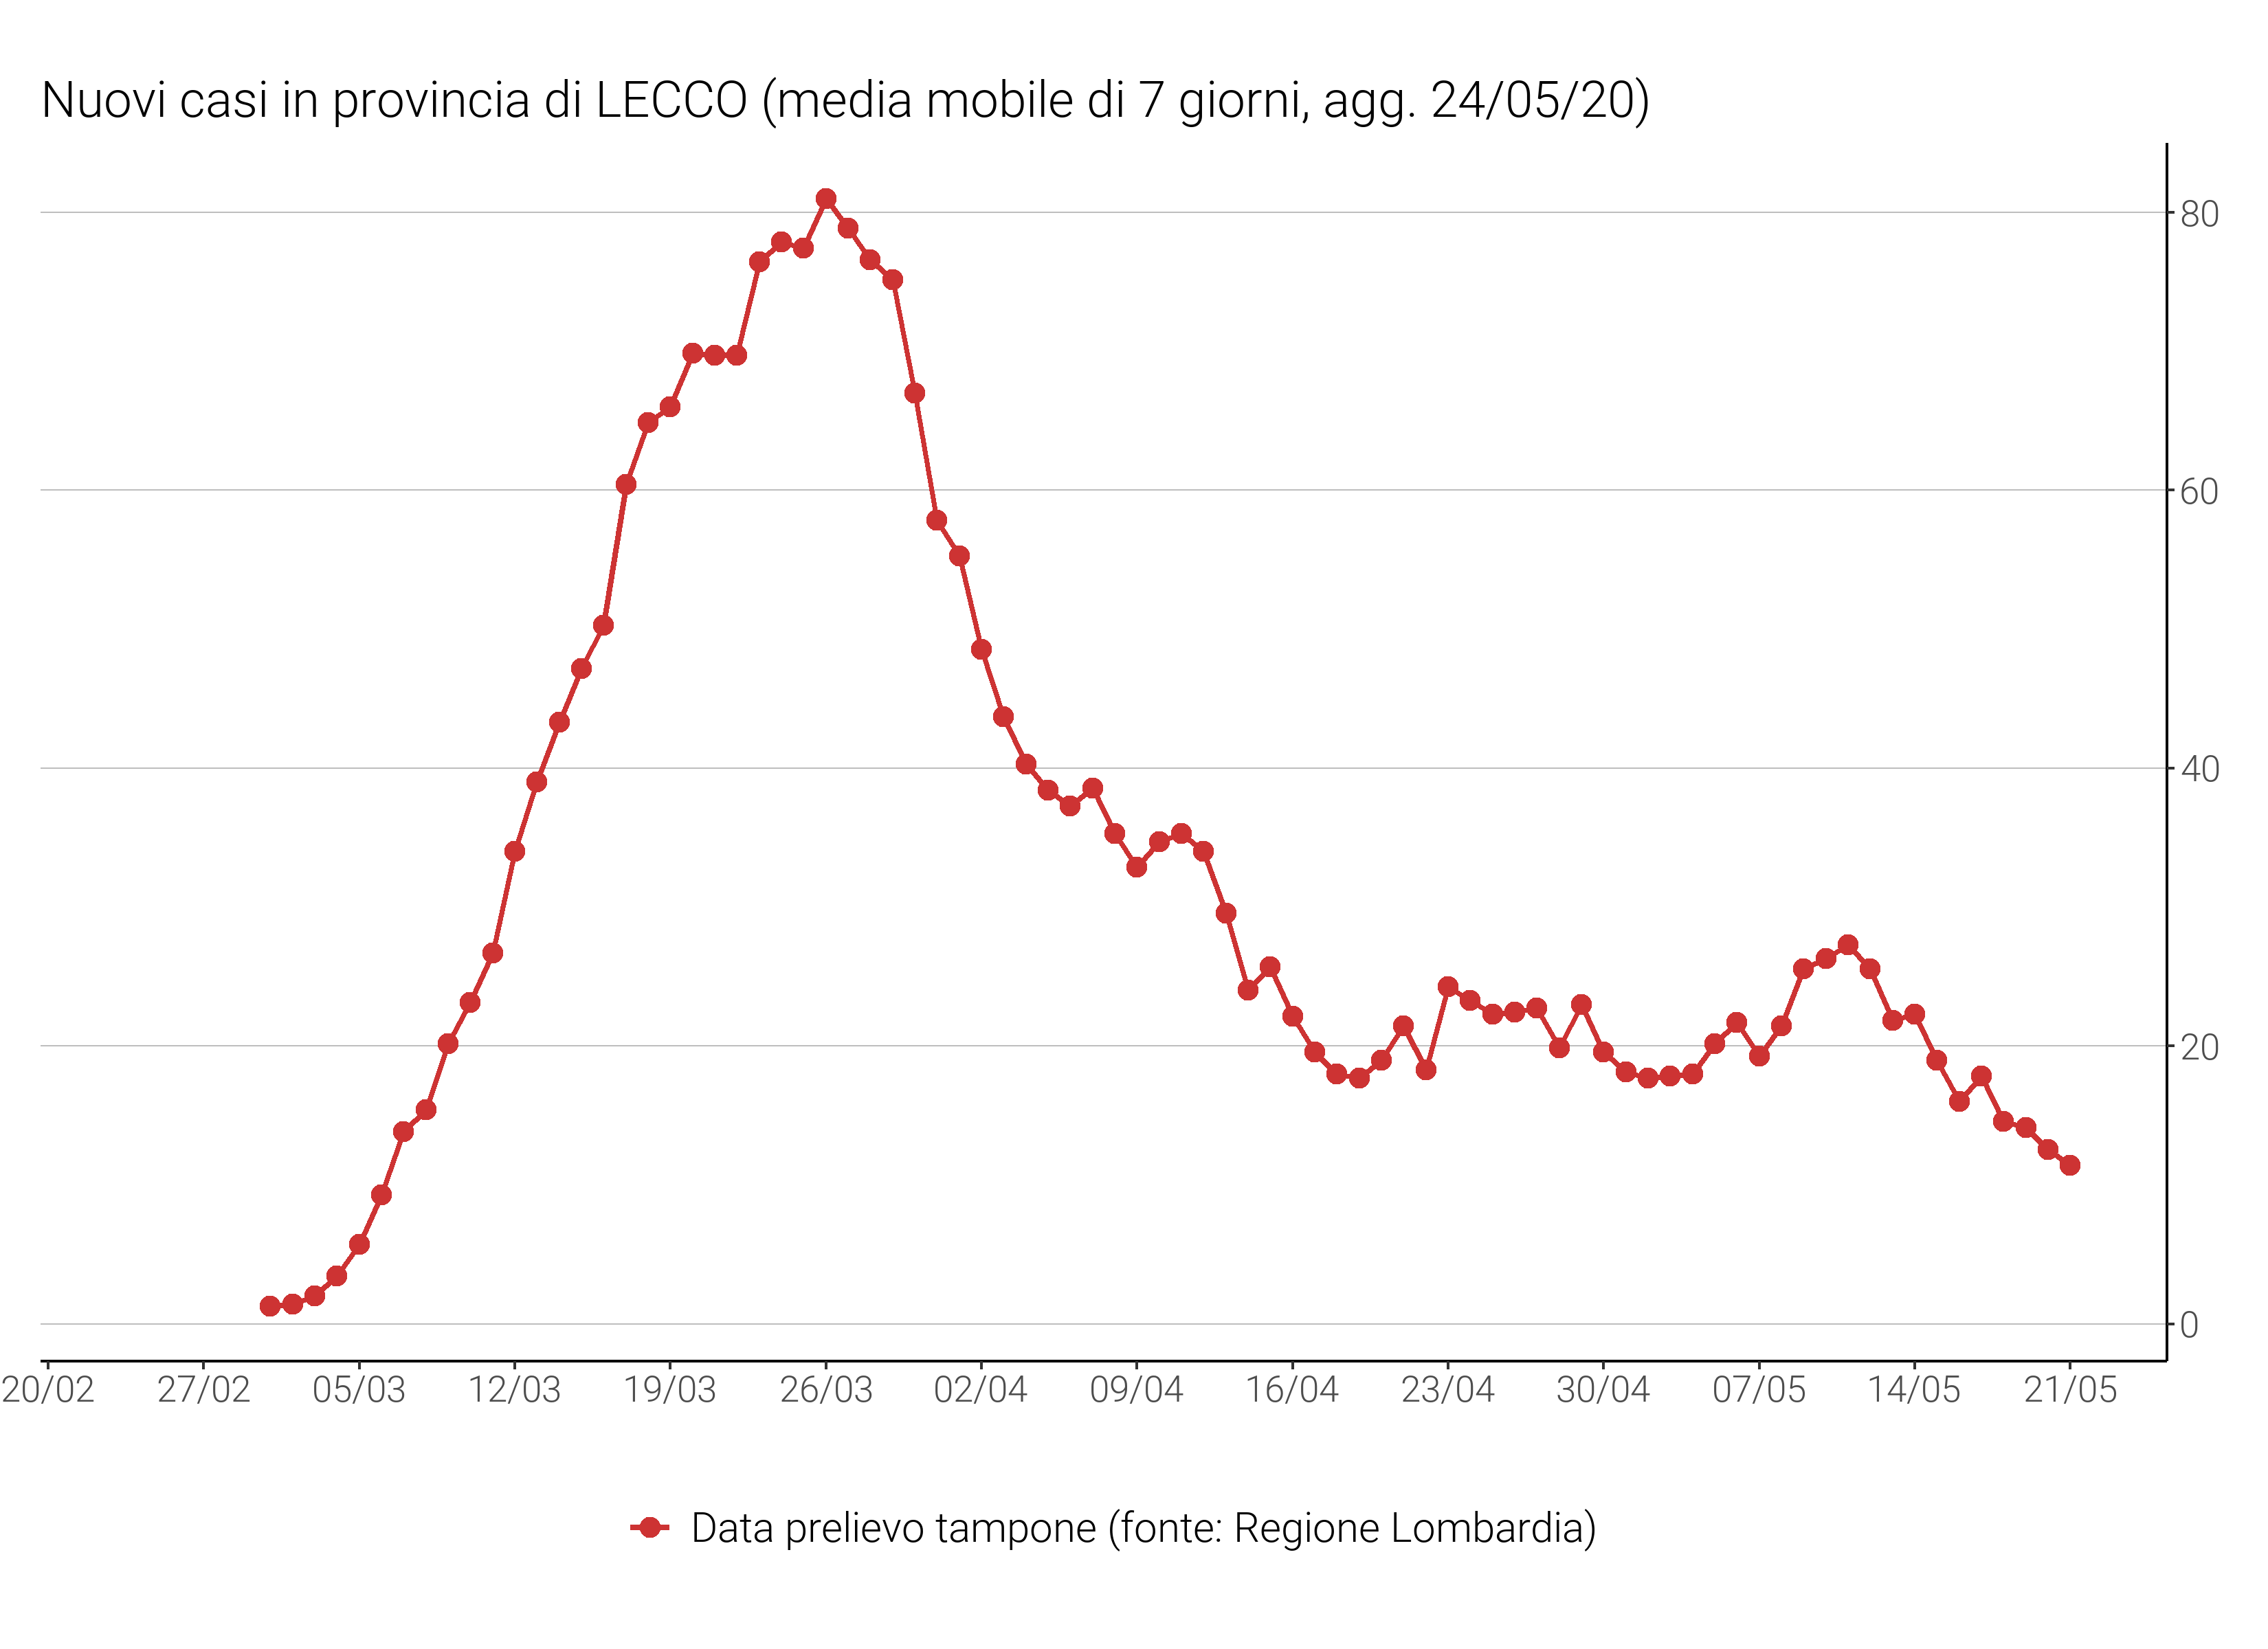 Nuovi casi in provincia di LECCO (media mobile di 7 giorni, agg. 24/05/20)
80
60
40
20
0
20/02 27/02 05/03 12/03 19/03 26/03 02/04 09/04 16/04 23/04 30/04 07/05 14/05 21/05
Data prelievo tampone (fonte: Regione Lombardia)